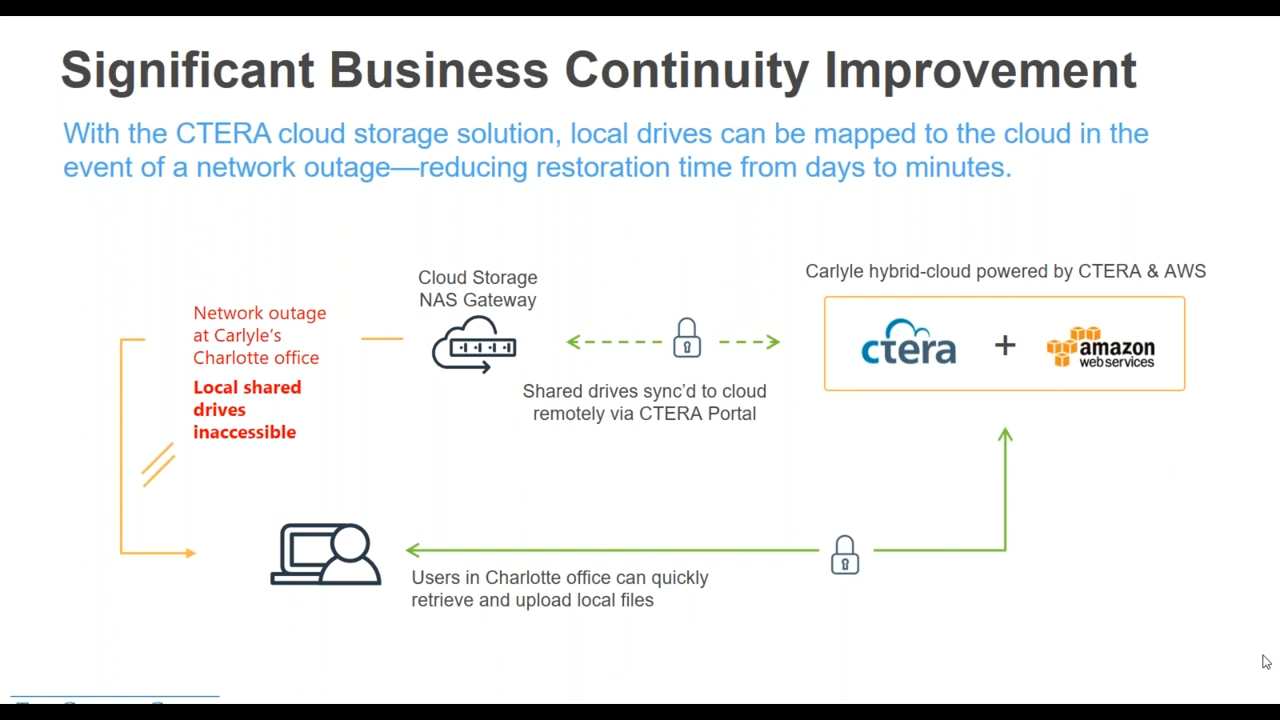 Significant Business Continuity Improvement
With the CTERA cloud storage solution, local drives can be mapped to the cloud in the
event of a network outage—reducing restoration time from days to minutes.
Cloud Storage
NAS Gateway
Carlyle hybrid-cloud powered by CTERA & AWS
Network outage
at Carlyle's
Charlotte office
Local shared
drives
inaccessible
ctera
+
amazon
webservices
Shared drives sync'd to cloud
remotely via CTERA Portal
Users in Charlotte office can quickly
retrieve and upload local files